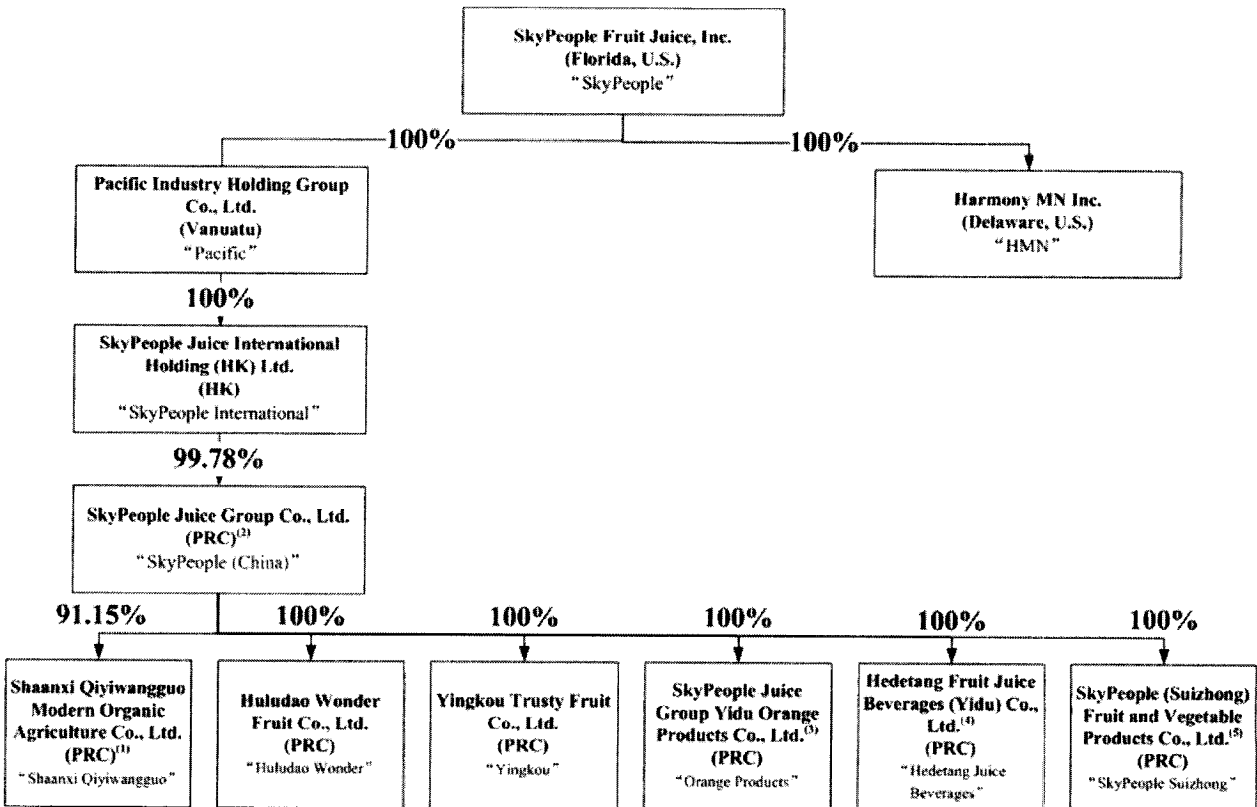 SkyPeople Fruit Juice, Inc.
(Florida, U.S.)
“SkyPeople”
100%
100%
Pacific Industry Holding Group
Co., Ltd.
(Vanuatu)
“Pacific”
Harmony MN Inc.
(Delaware, U.S.)
“HMN”
100%
SkyPeople Juice International
Holding (HK) Ltd.
(HK)
“SkyPeople International”
99.78%
SkyPeople Juice Group Co., Ltd.
(PRC)(2)
“SkyPeople (China)”
91.15%
100%
100%
100%
100%
100%
Shaanxi Qiyiwangguo
Modern Organic
Agriculture Co., Ltd.
(PRC)(1)
“Shaanxi Qiyiwangguo”
Huludao Wonder
Fruit Co., Ltd.
(PRC)
“Huludao Wonder”
Yingkou Trusty Fruit
Co., Ltd.
(PRC)
“Yingkou”
SkyPeople Juice
Group Yidu Orange
Products Co., Ltd.(3)
(PRC)
“Orange Products”
Hedetang Fruit Juice
Beverages (Yidu) Co.,
Ltd.(4)
(PRC)
“Hedetang Juice
Beverages”
SkyPeople (Suizhong)
Fruit and Vegetable
Products Co., Ltd.(5)
(PRC)
“SkyPeople Suizhong”